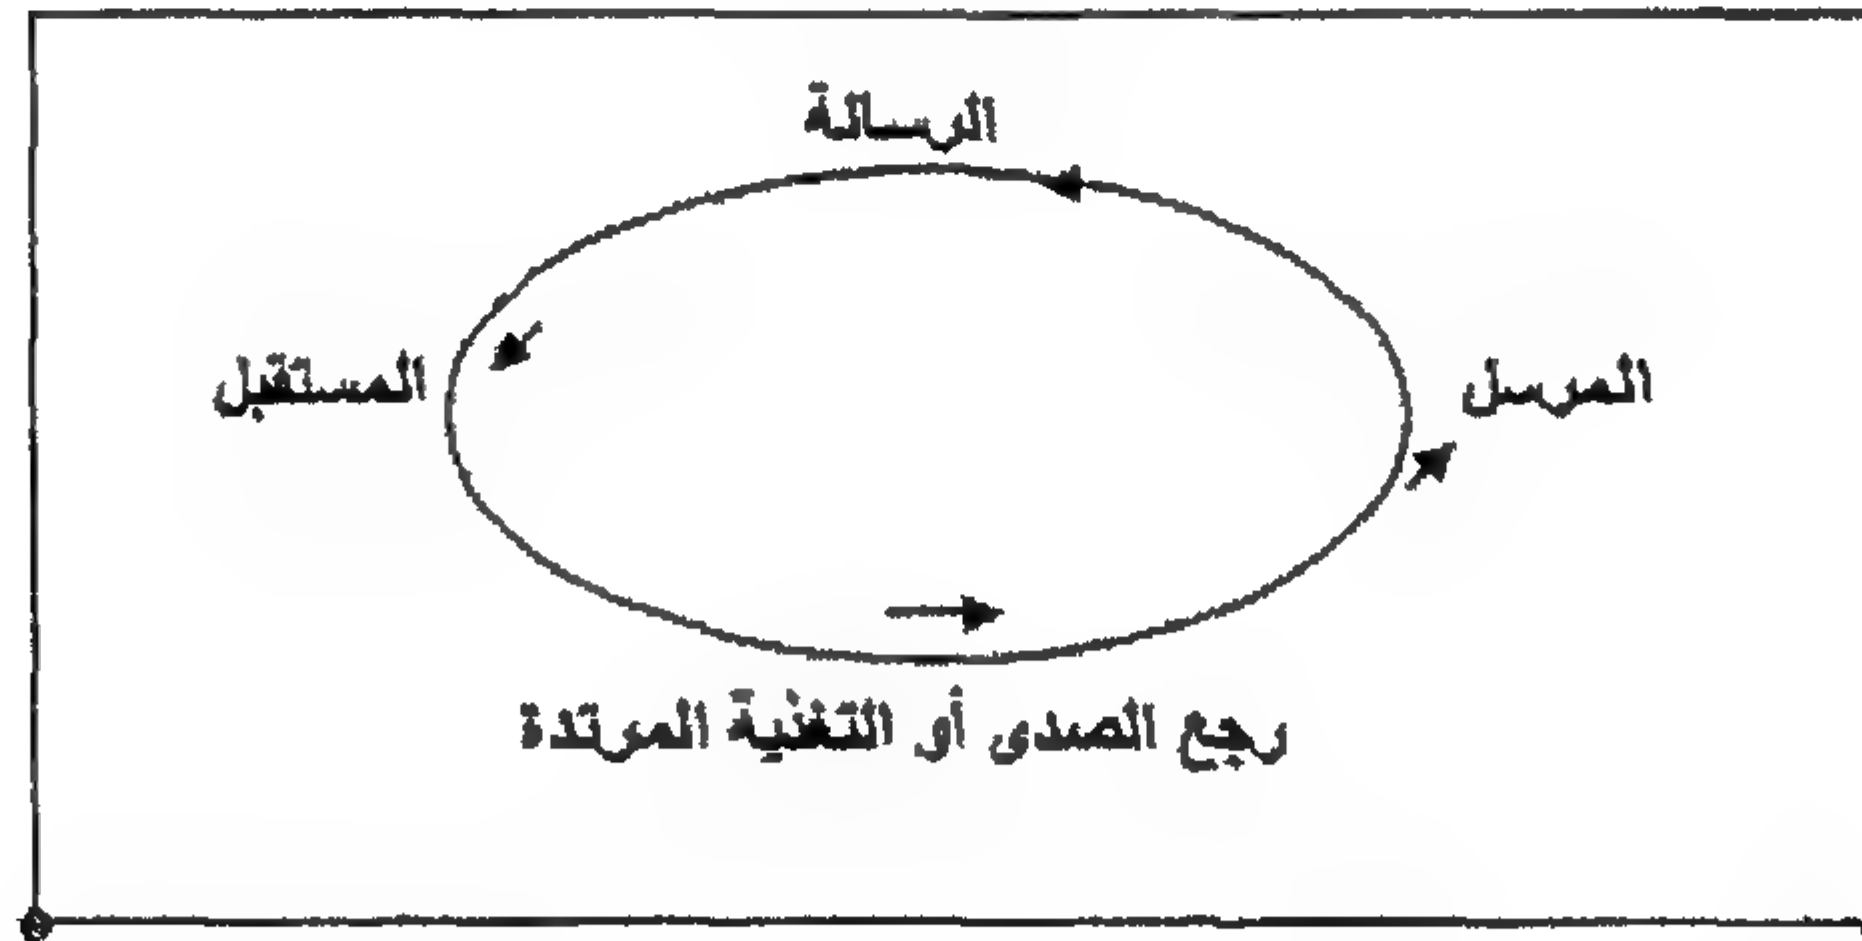 الرسالة
المرسل
المستقبل
رجع الصدى أو التغذية المرتدة